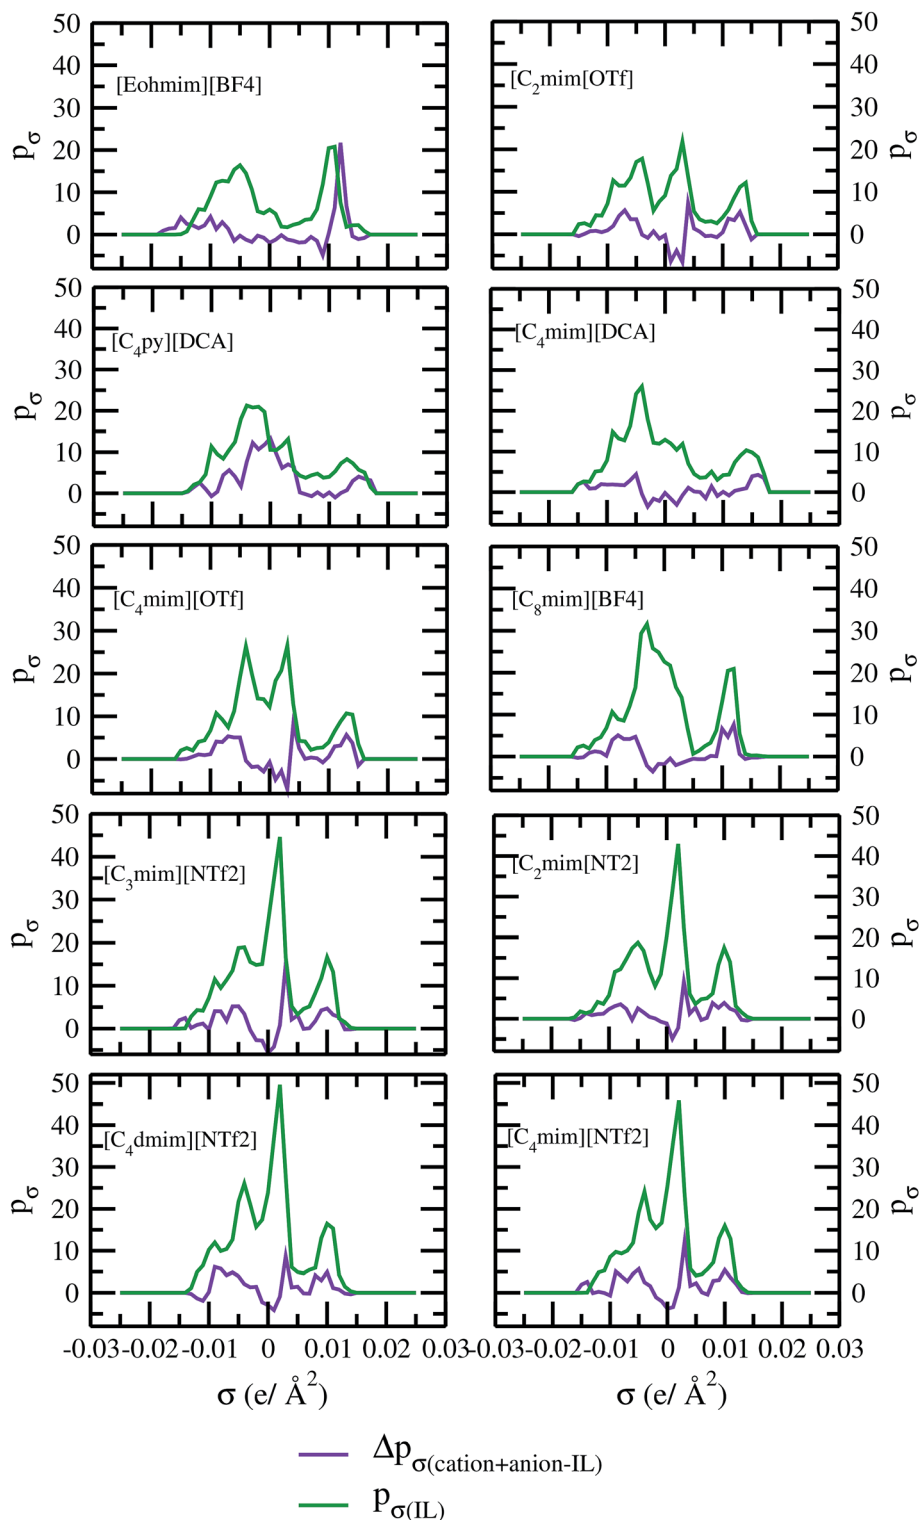 50 50
40 [Eohmim][BF4] [C2mim[OTf] 40
30 30
pσ 20 20 pσ
10 10
0 0
50 50
40 [C4py][DCA] [C4mim][DCA] 40
30 30
pσ 20 20 pσ
10 10
0 0
50 50
40 [C4mim][OTf] [C8mim][BF4] 40
30 30
pσ 20 20 pσ
10 10
0 0
50 50
40 [C3mim][NTf2] [C2mim[NT2] 40
30 30
pσ 20 20 pσ
10 10
0 0
50 50
40 [C4dmim][NTf2] [C4mim][NTf2] 40
30 30
pσ 20 20 pσ
10 10
0 0
-0.03 -0.02 -0.01 0 0.01 0.02 0.03 -0.03 -0.02 -0.01 0 0.01 0.02 0.03
σ (e/ Å2) σ (e/ Å2)
Δpσ(cation+anion-IL)
pσ(IL)